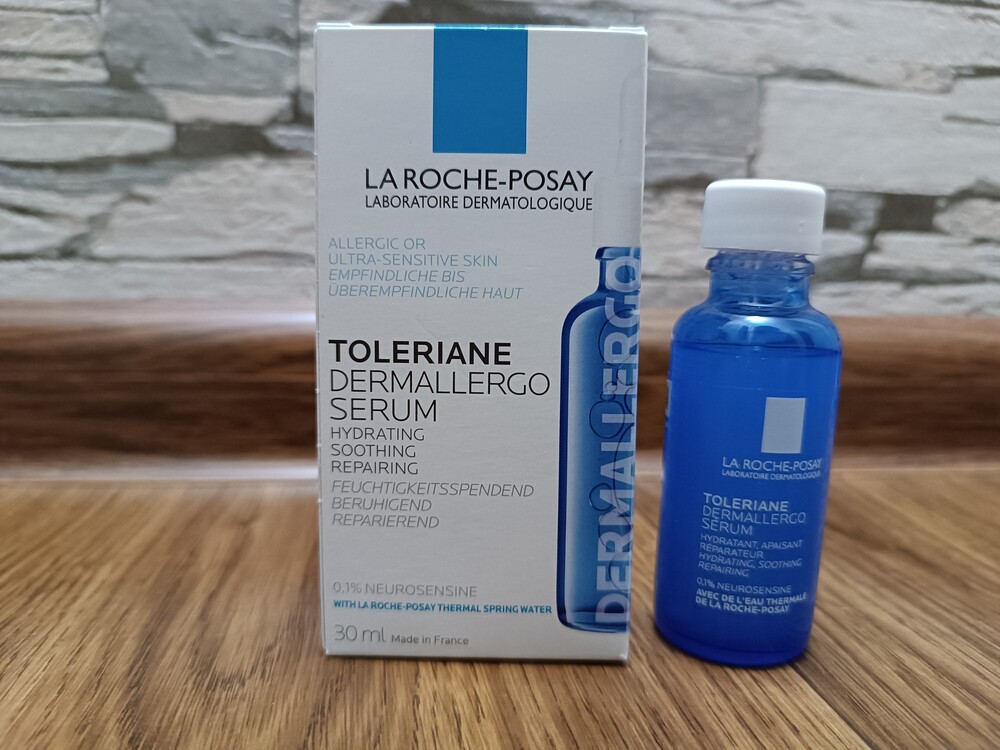 LA ROCHE-POSAY
LABORATOIRE DERMATOLOGIQUE
ALLERGIC OR
ULTRA-SENSITIVE SKIN
EMPFINDLICHE BIS
ÜBEREMPFINDLICHE HAUT
TOLERIANE
DERMALLERGO
SERUM
HYDRATING
SOOTHING
REPAIRING
FEUCHTIGKEITSSPENDEND
BERUHIGEND
REPARIEREND
0,1% NEUROSENSINE
WITH LA ROCHE-POSAY THERMAL SPRING WATER
30 ml Made in France
DERMALLERGO
LA ROCHE-POSAY
LABORATOIRE DERMATOLOGIQUE
TOLERIANE
DERMALLERGO
SÉRUM
HYDRATANT, APAISANT
RÉPARATEUR
HYDRATING, SOOTHING
REPAIRING
0,1% NEUROSENSINE
AVEC DE L'EAU THERMALE
DE LA ROCHE-POSAY